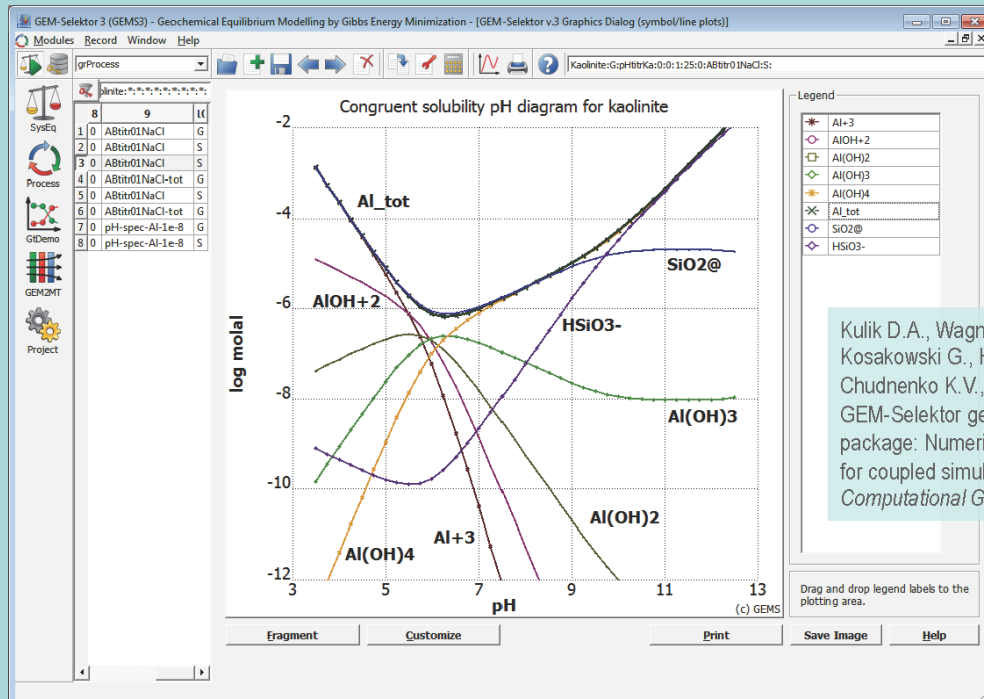 GEM-Selektor 3 (GEMS3) - Geochemical Equilibrium Modelling by Gibbs Energy Minimization - [GEM-Selektor v.3 Graphics Dialog (symbol/line plots)]
Modules Record Window Help
grProcess
Kaolinite:G:pHtitrKa:0:0:1:25:0:ABtitr01NaCl:S:
SysEq
Process
GtDemo
GEM2MT
Project
olinite:*:*:*:*:*:*:*:*:
8 9 10
1 0 ABtitr01NaCl G
2 0 ABtitr01NaCl S
3 0 ABtitr01NaCl S
4 0 ABtitr01NaCl-tot G
5 0 ABtitr01NaCl S
6 0 ABtitr01NaCl-tot G
7 0 pH-spec-Al-1e-8 G
8 0 pH-spec-Al-1e-8 S
Congruent solubility pH diagram for kaolinite
-2
-4
-6
-8
-10
-12
log molal
Al_tot
SiO2@
AlOH+2
HSiO3-
Al(OH)3
Al(OH)2
Al+3
Al(OH)4
3 5 7 9 11 13
pH
(c) GEMS
Legend
Al+3
AlOH+2
Al(OH)2
Al(OH)3
Al(OH)4
Al_tot
SiO2@
HSiO3-
Kulik D.A., Wagn
Kosakowski G., H
Chudnenko K.V.,
GEM-Selektor ge
package: Numeri
for coupled simul
Computational G
Drag and drop legend labels to the
plotting area.
Fragment Customize Print Save Image Help